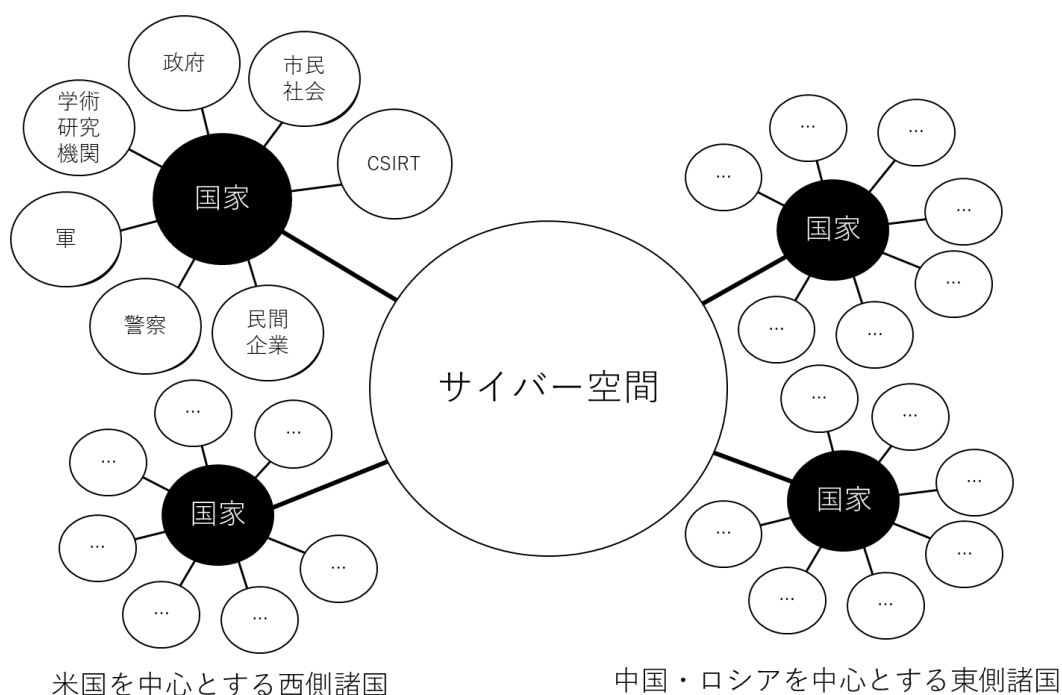 政府
市民
社会
学術
研究
機関
CSIRT
国家
軍
警察
民間
企業
…
…
…
国家
…
…
…
…
サイバー空間
…
…
…
…
国家
…
…
…
…
…
…
国家
…
…
…
…
…
…
米国を中心とする西側諸国
中国・ロシアを中心とする東側諸国